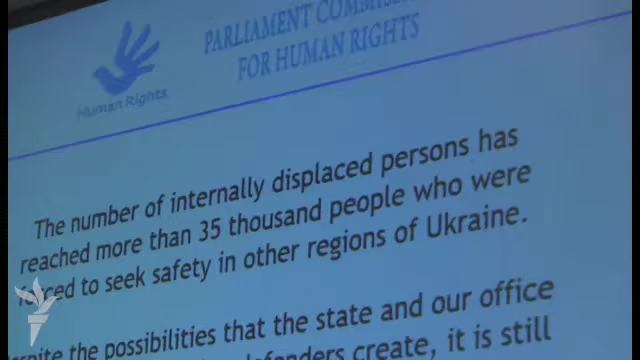 PARLIAMENT
FOR HUMAN RIGHTS
Human Rights
The number of internally displaced persons has
reached more than 35 thousand people who were
to seek safety in other regions of Ukraine.
the possibilities that the state and our office
create, it is still